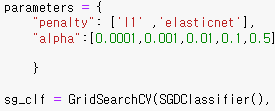 parameters = {
"penalty" : ['l1' ,'elasticnet'],
"alpha":[0.0001,0.001,0.01,0.1,0.5]
}
sg_clf = GridSearchCV(SGDClassifier(),